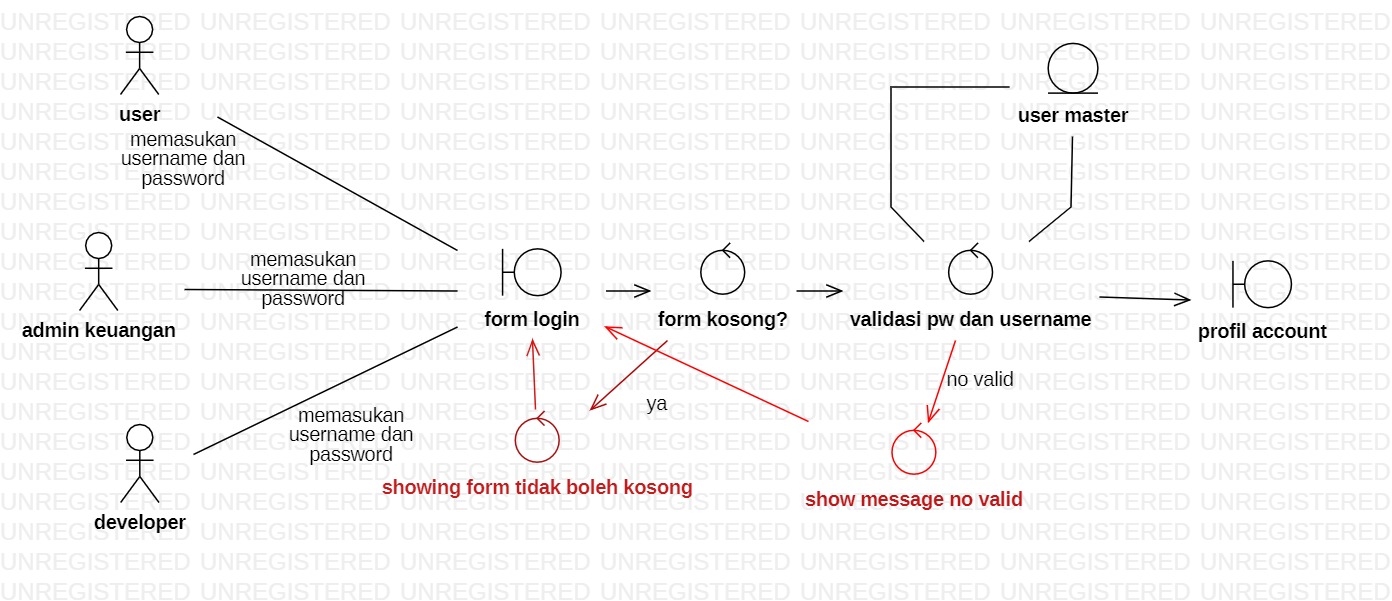 UNREGISTERED UNREGISTERED UNREGISTERED UNREGISTERED UNREGISTERED UNREGISTERED UNREGISTERED
user
memasukan
username dan
password
user master
memasukan
username dan
password
admin keuangan
form login
form kosong?
validasi pw dan username
profil account
no valid
ya
memasukan
username dan
password
developer
showing form tidak boleh kosong
show message no valid